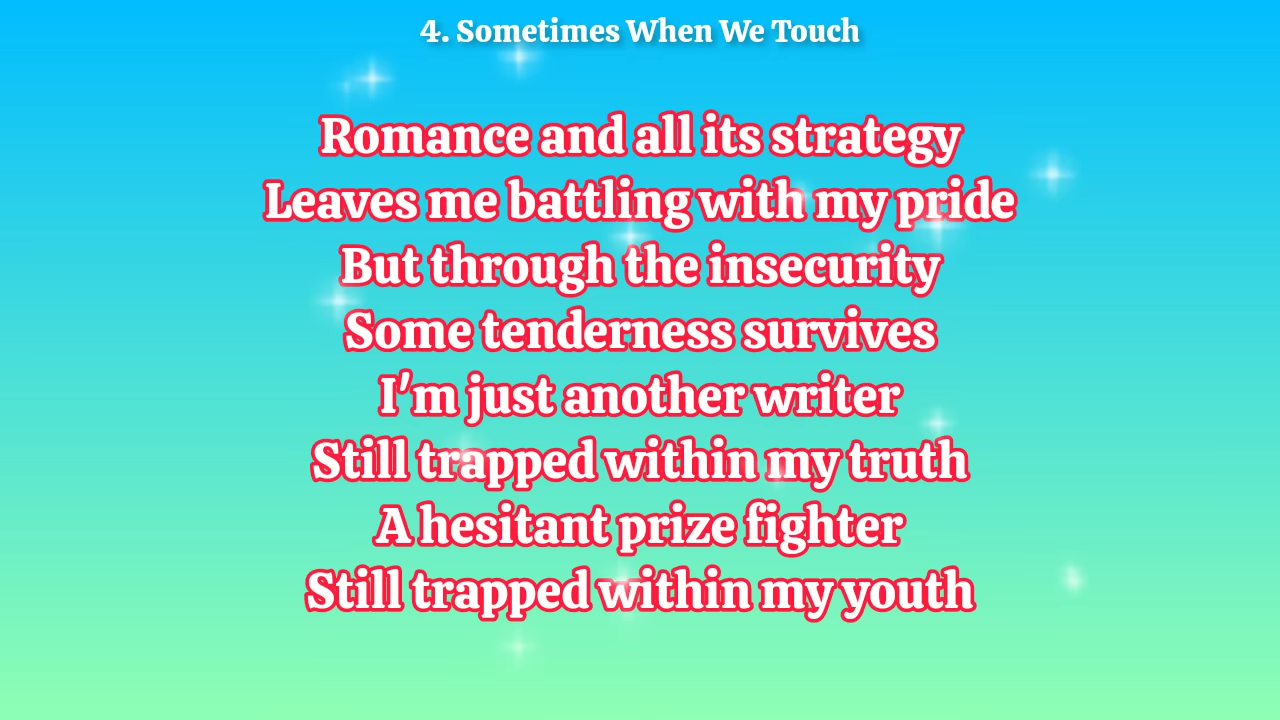 4. Sometimes When We Touch
Romance and all its strategy
Leaves me battling with my pride
But through the insecurity
Some tenderness survives
I'm just another writer
Still trapped within my truth
A hesitant prize fighter
Still trapped within my youth